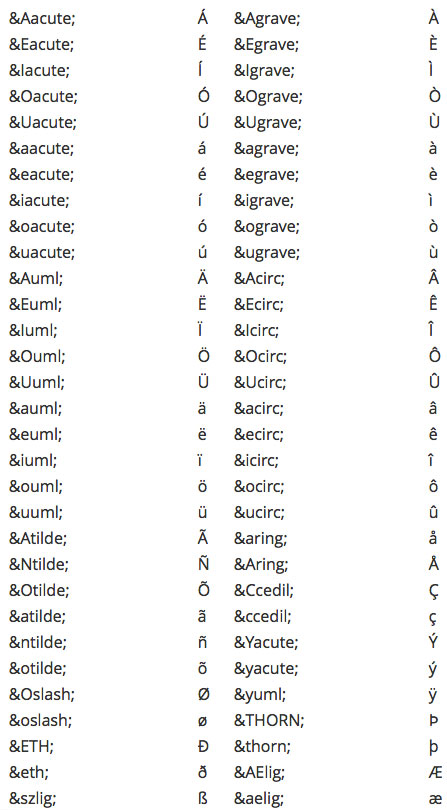 &Aacute; Á &Agrave; À
&Eacute; É &Egrave; È
&Iacute; Í &Igrave; Ì
&Oacute; Ó &Ograve; Ò
&Uacute; Ú &Ugrave; Ù
&aacute; á &agrave; à
&eacute; é &egrave; è
&iacute; í &igrave; ì
&oacute; ó &ograve; ò
&uacute; ú &ugrave; ù
&Auml; Ä &Acirc; Â
&Euml; Ë &Ecirc; Ê
&Iuml; Ï &Icirc; Î
&Ouml; Ö &Ocirc; Ô
&Uuml; Ü &Ucirc; Û
&auml; ä &acirc; â
&euml; ë &ecirc; ê
&iuml; ï &icirc; î
&ouml; ö &ocirc; ô
&uuml; ü &ucirc; û
&Atilde; Ã &aring; å
&Ntilde; Ñ &Aring; Å
&Otilde; Õ &Ccedil; Ç
&atilde; ã &ccedil; ç
&ntilde; ñ &Yacute; Ý
&otilde; õ &yacute; ý
&Oslash; Ø &yuml; ÿ
&oslash; ø &THORN; Þ
&ETH; Ð &thorn; þ
&eth; ð &AElig; Æ
&szlig; ß &aelig; æ